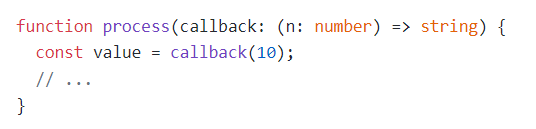 function process(callback: (n: number) => string) {
  const value = callback(10);
  // ...
}